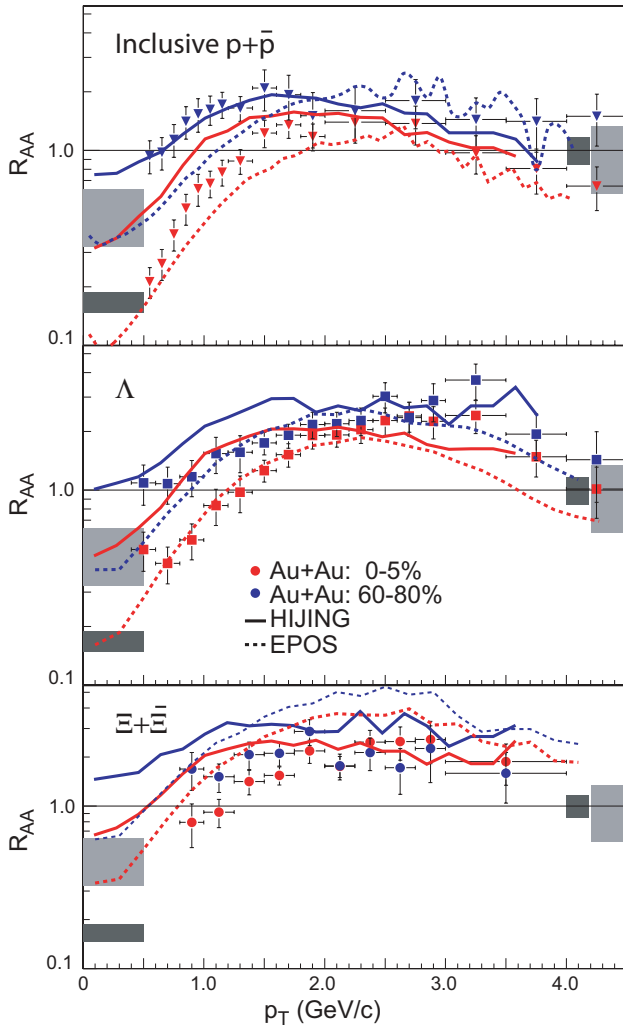 Inclusive p+p̄
R_AA
1.0
0.1
Λ
R_AA
1.0
Au+Au: 0-5%
Au+Au: 60-80%
HIJING
EPOS
0.1
Ξ+Ξ̄
R_AA
1.0
0.1
0 1.0 2.0 3.0 4.0
p_T (GeV/c)